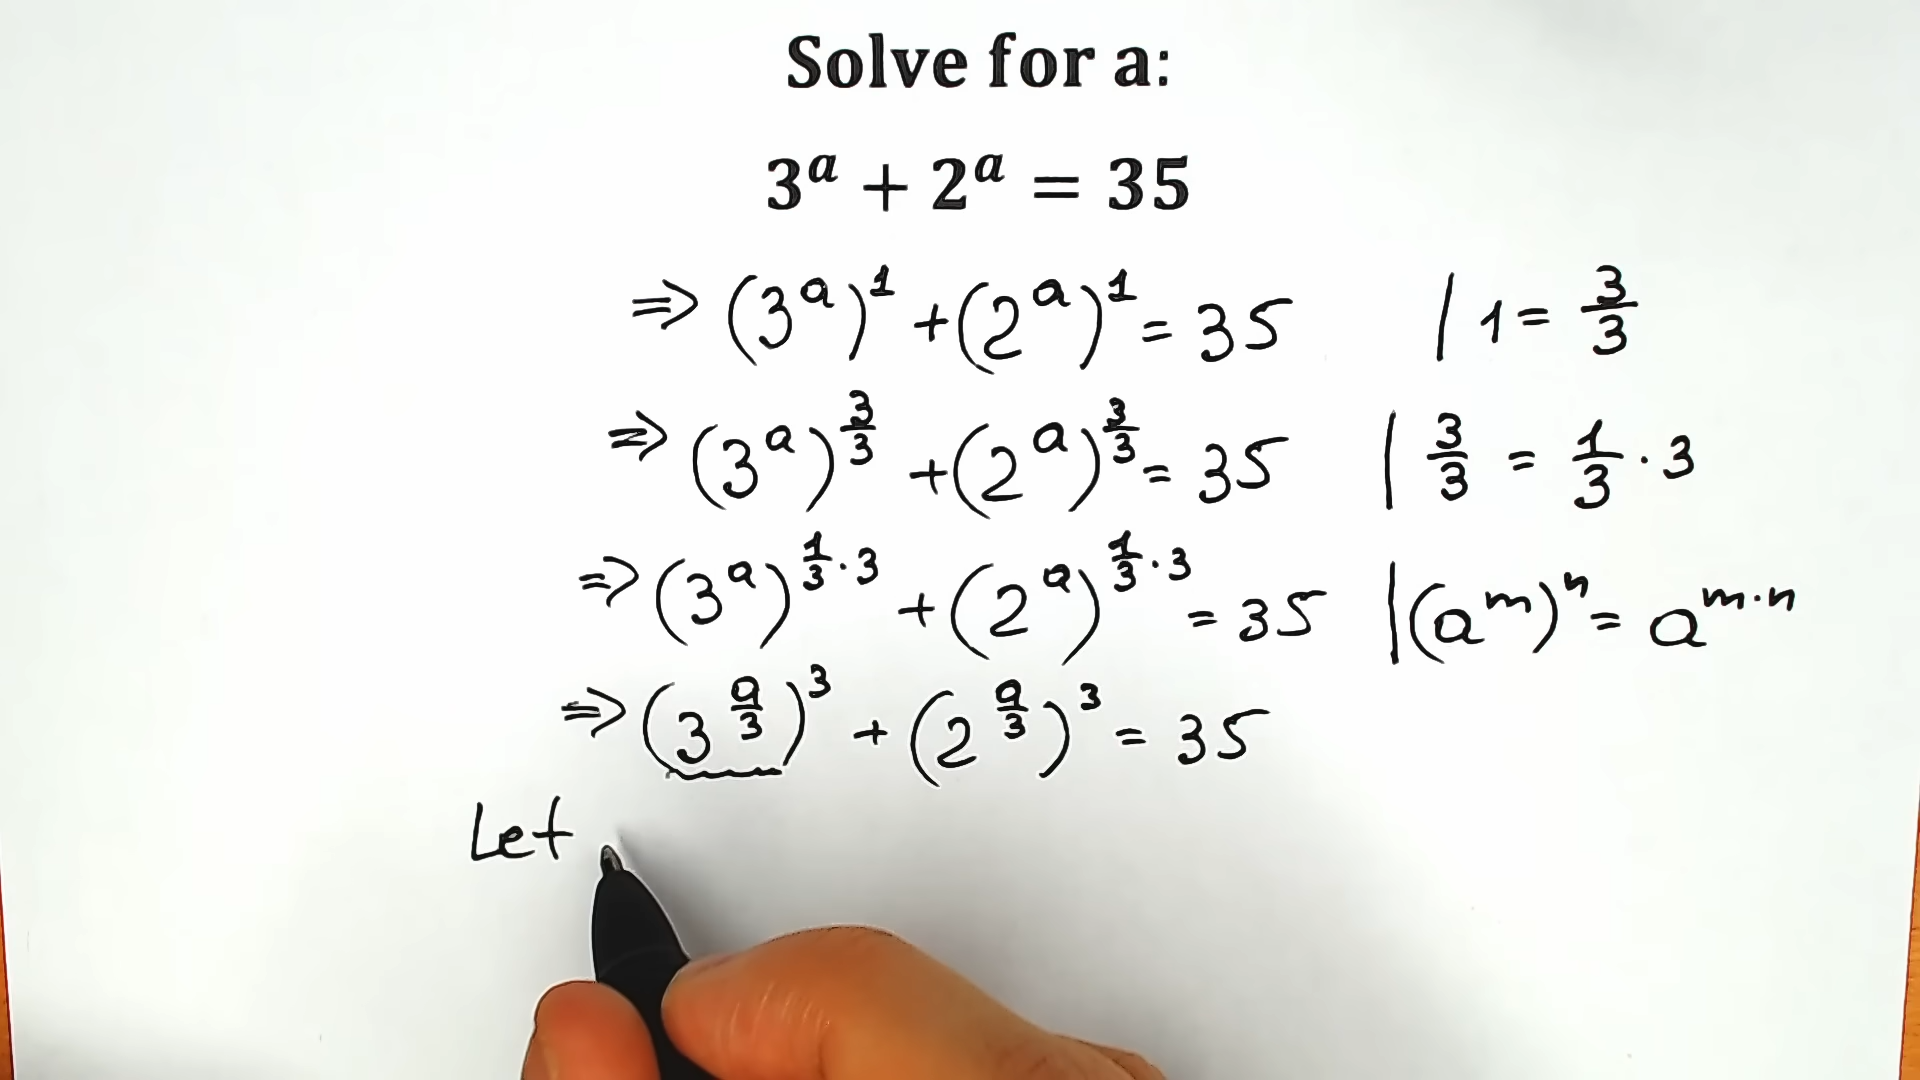 Solve for a:
3^a + 2^a = 35
⇒ (3^a)^1 + (2^a)^1 = 35 | 1 = 3/3
⇒ (3^a)^(3/3) + (2^a)^(3/3) = 35 | 3/3 = 1/3 · 3
⇒ (3^a)^(1/3 · 3) + (2^a)^(1/3 · 3) = 35 | (a^m)^n = a^(m·n)
⇒ (3^(a/3))^3 + (2^(a/3))^3 = 35
Let